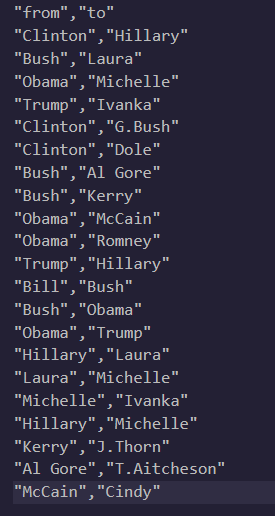 "from","to"
"Clinton","Hillary"
"Bush","Laura"
"Obama","Michelle"
"Trump","Ivanka"
"Clinton","G.Bush"
"Clinton","Dole"
"Bush","Al Gore"
"Bush","Kerry"
"Obama","McCain"
"Obama","Romney"
"Trump","Hillary"
"Bill","Bush"
"Bush","Obama"
"Obama","Trump"
"Hillary","Laura"
"Laura","Michelle"
"Michelle","Ivanka"
"Hillary","Michelle"
"Kerry","J.Thorn"
"Al Gore","T.Aitcheson"
"McCain","Cindy"